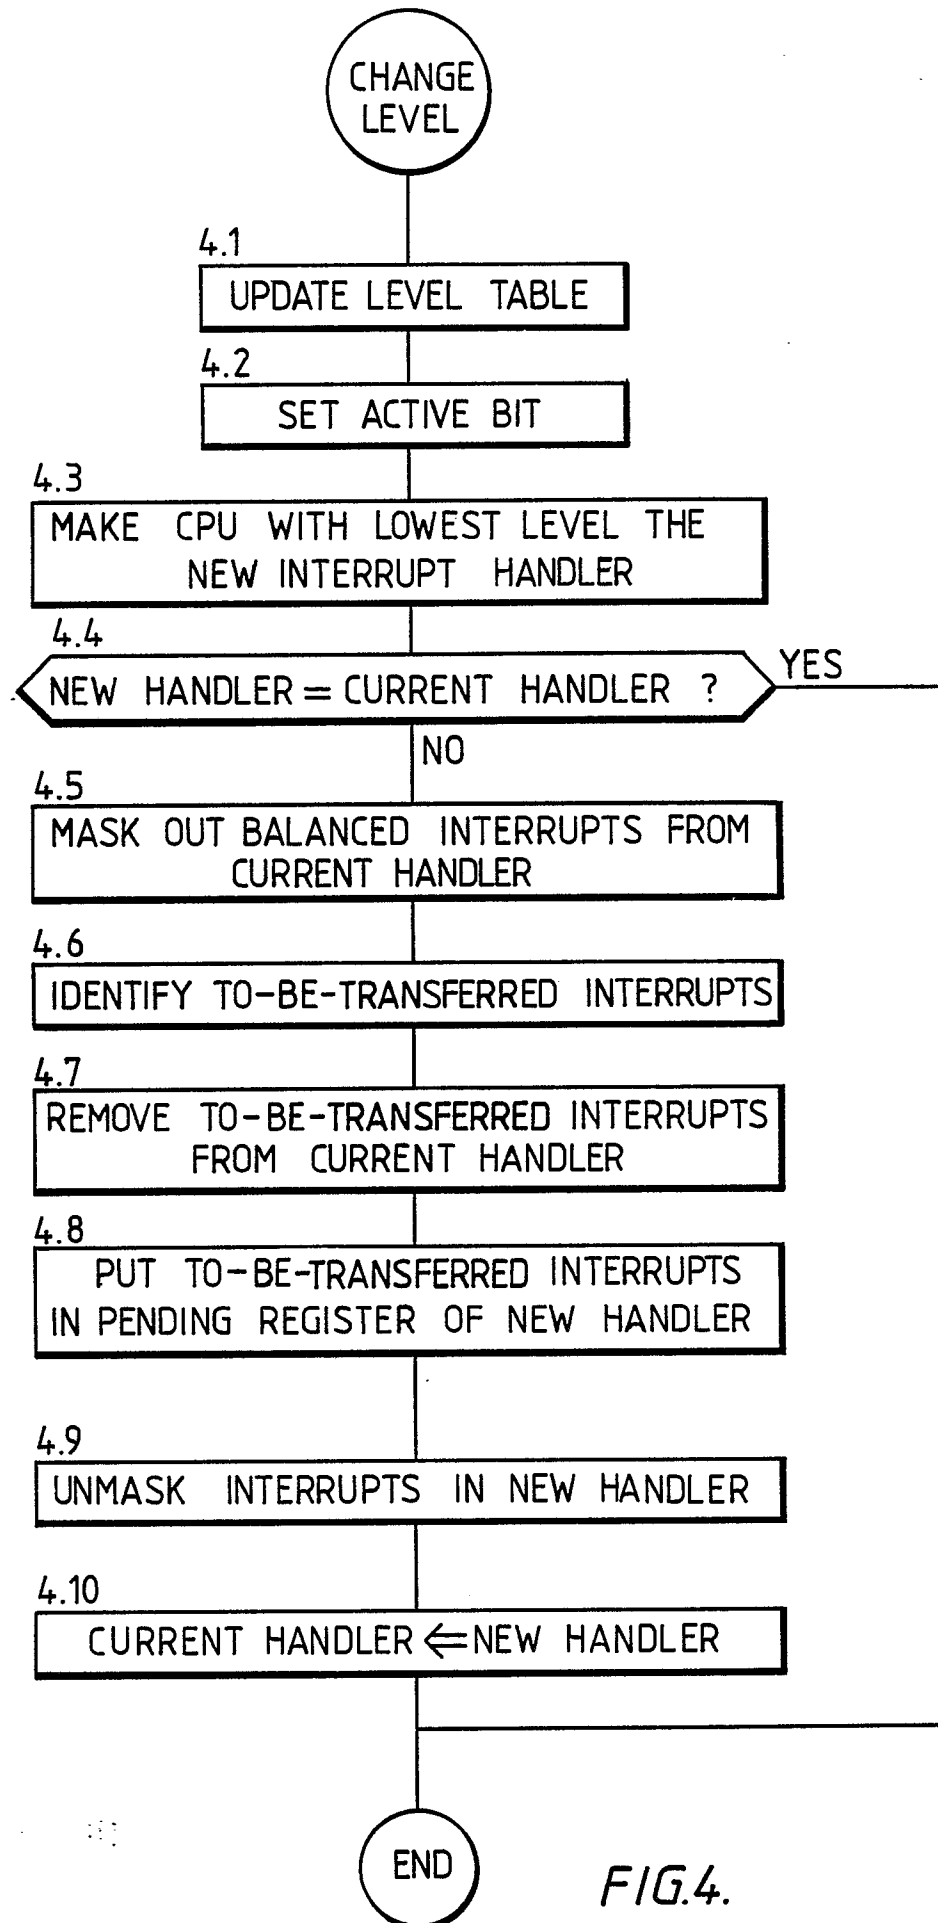 CHANGE
LEVEL
4.1
UPDATE LEVEL TABLE
4.2
SET ACTIVE BIT
4.3
MAKE CPU WITH LOWEST LEVEL THE
NEW INTERRUPT HANDLER
4.4
NEW HANDLER = CURRENT HANDLER ?
YES
NO
4.5
MASK OUT BALANCED INTERRUPTS FROM
CURRENT HANDLER
4.6
IDENTIFY TO-BE-TRANSFERRED INTERRUPTS
4.7
REMOVE TO-BE-TRANSFERRED INTERRUPTS
FROM CURRENT HANDLER
4.8
PUT TO-BE-TRANSFERRED INTERRUPTS
IN PENDING REGISTER OF NEW HANDLER
4.9
UNMASK INTERRUPTS IN NEW HANDLER
4.10
CURRENT HANDLER ⇐ NEW HANDLER
END
FIG.4.